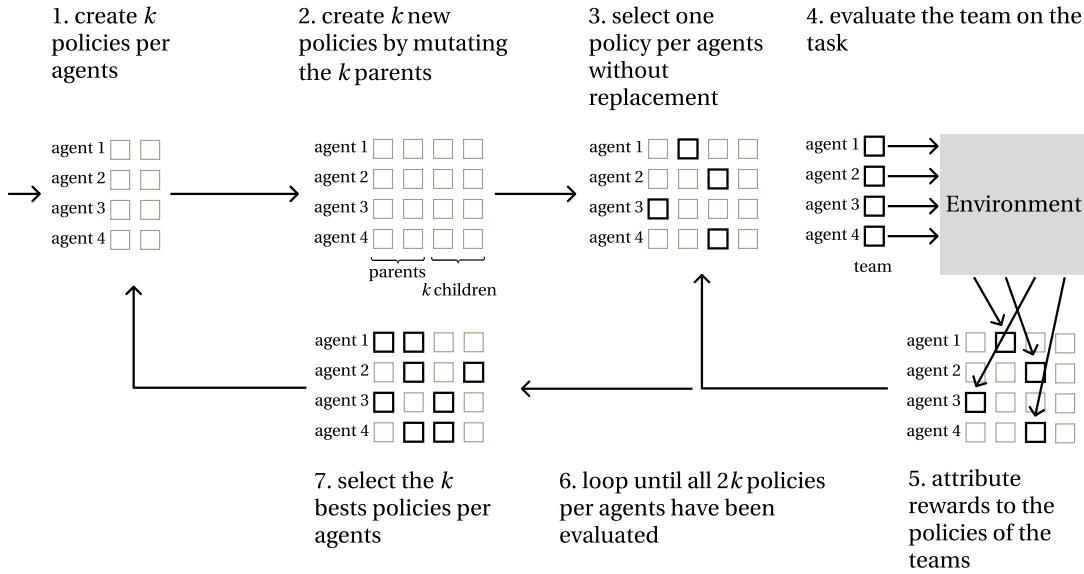 1. create k
policies per
agents
2. create k new
policies by mutating
the k parents
3. select one
policy per agents
without
replacement
4. evaluate the team on the
task
agent 1
agent 2
agent 3
agent 4
agent 1
agent 2
agent 3
agent 4
parents
k children
agent 1
agent 2
agent 3
agent 4
agent 1
agent 2
agent 3
agent 4
team
Environment
agent 1
agent 2
agent 3
agent 4
agent 1
agent 2
agent 3
agent 4
7. select the k
bests policies per
agents
6. loop until all 2k policies
per agents have been
evaluated
5. attribute
rewards to the
policies of the
teams